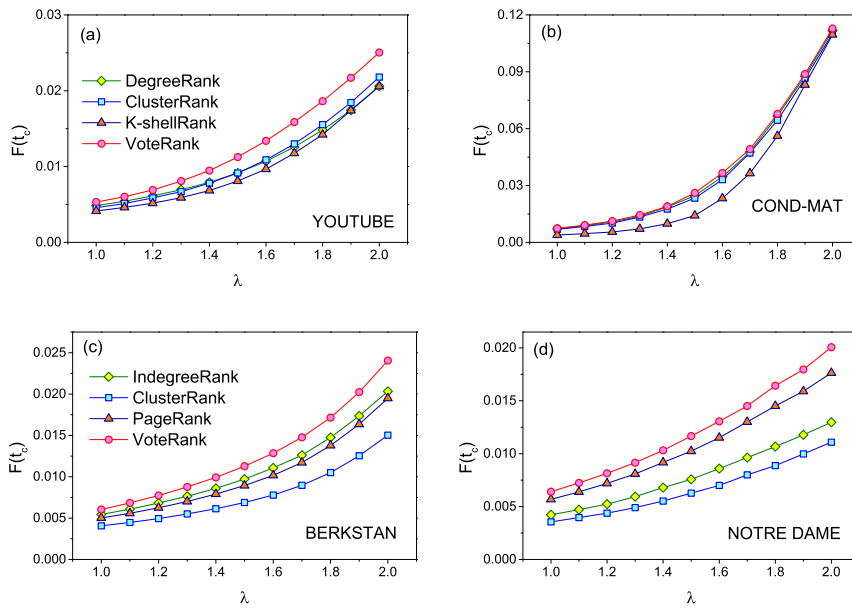 (a)
0.03
0.02
0.01
0.00
F(t_c)
DegreeRank
ClusterRank
K-shellRank
VoteRank
YOUTUBE
1.0 1.2 1.4 1.6 1.8 2.0
λ
(b)
0.12
0.09
0.06
0.03
0.00
F(t_c)
COND-MAT
1.0 1.2 1.4 1.6 1.8 2.0
λ
(c)
0.025
0.020
0.015
0.010
0.005
0.000
F(t_c)
IndegreeRank
ClusterRank
PageRank
VoteRank
BERKSTAN
1.0 1.2 1.4 1.6 1.8 2.0
λ
(d)
0.020
0.015
0.010
0.005
0.000
F(t_c)
NOTRE DAME
1.0 1.2 1.4 1.6 1.8 2.0
λ